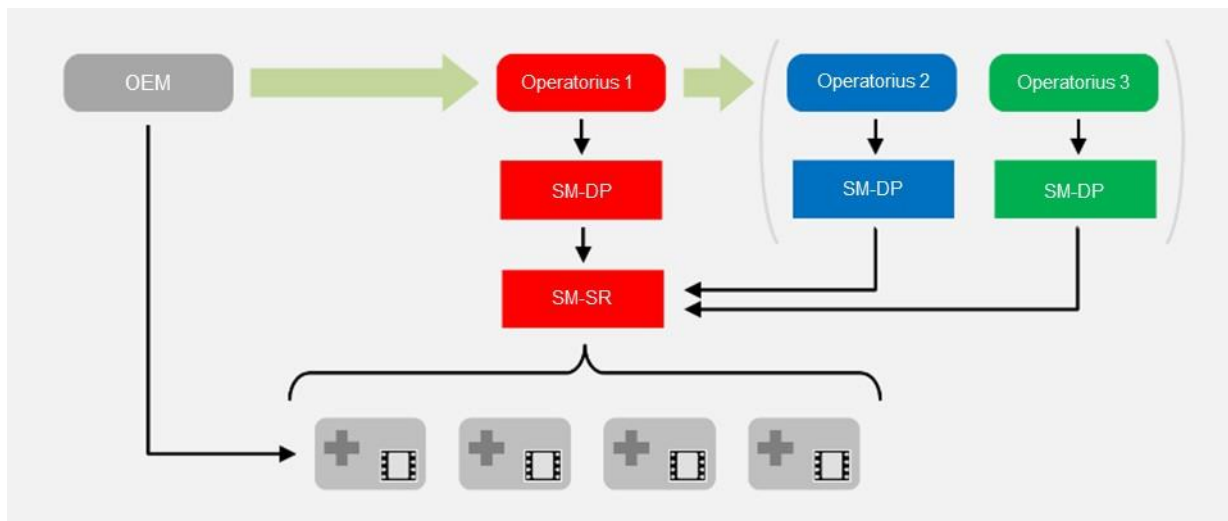 OEM
Operatorius 1
Operatorius 2
Operatorius 3
SM-DP
SM-DP
SM-DP
SM-SR